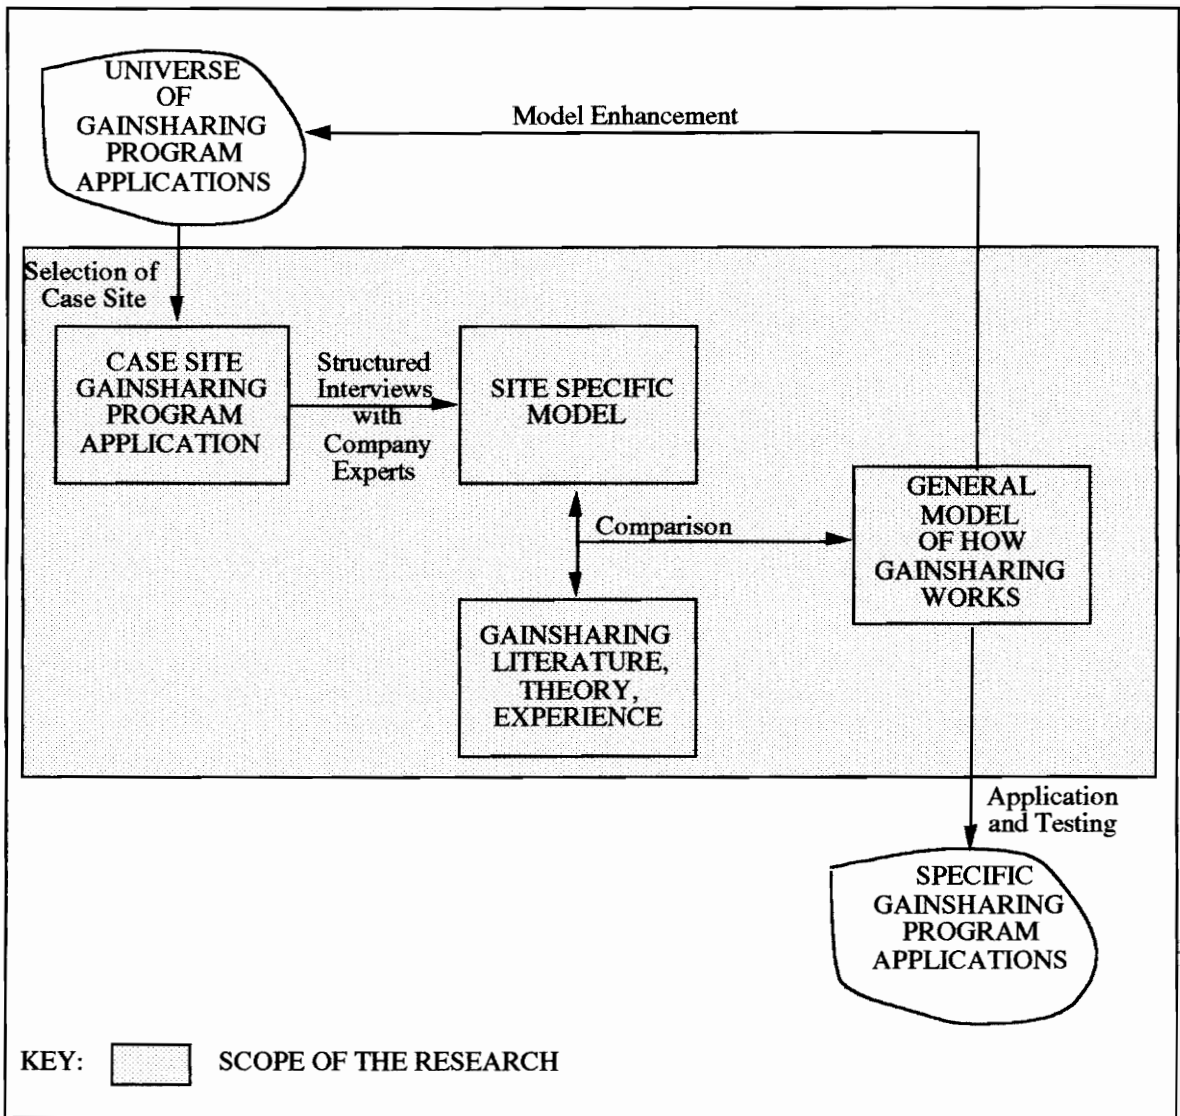 UNIVERSE
OF
GAINSHARING
PROGRAM
APPLICATIONS
Model Enhancement
Selection of
Case Site
CASE SITE
GAINSHARING
PROGRAM
APPLICATION
Structured
Interviews
with
Company
Experts
SITE SPECIFIC
MODEL
Comparison
GENERAL
MODEL
OF HOW
GAINSHARING
WORKS
GAINSHARING
LITERATURE,
THEORY,
EXPERIENCE
Application
and Testing
SPECIFIC
GAINSHARING
PROGRAM
APPLICATIONS
KEY: SCOPE OF THE RESEARCH